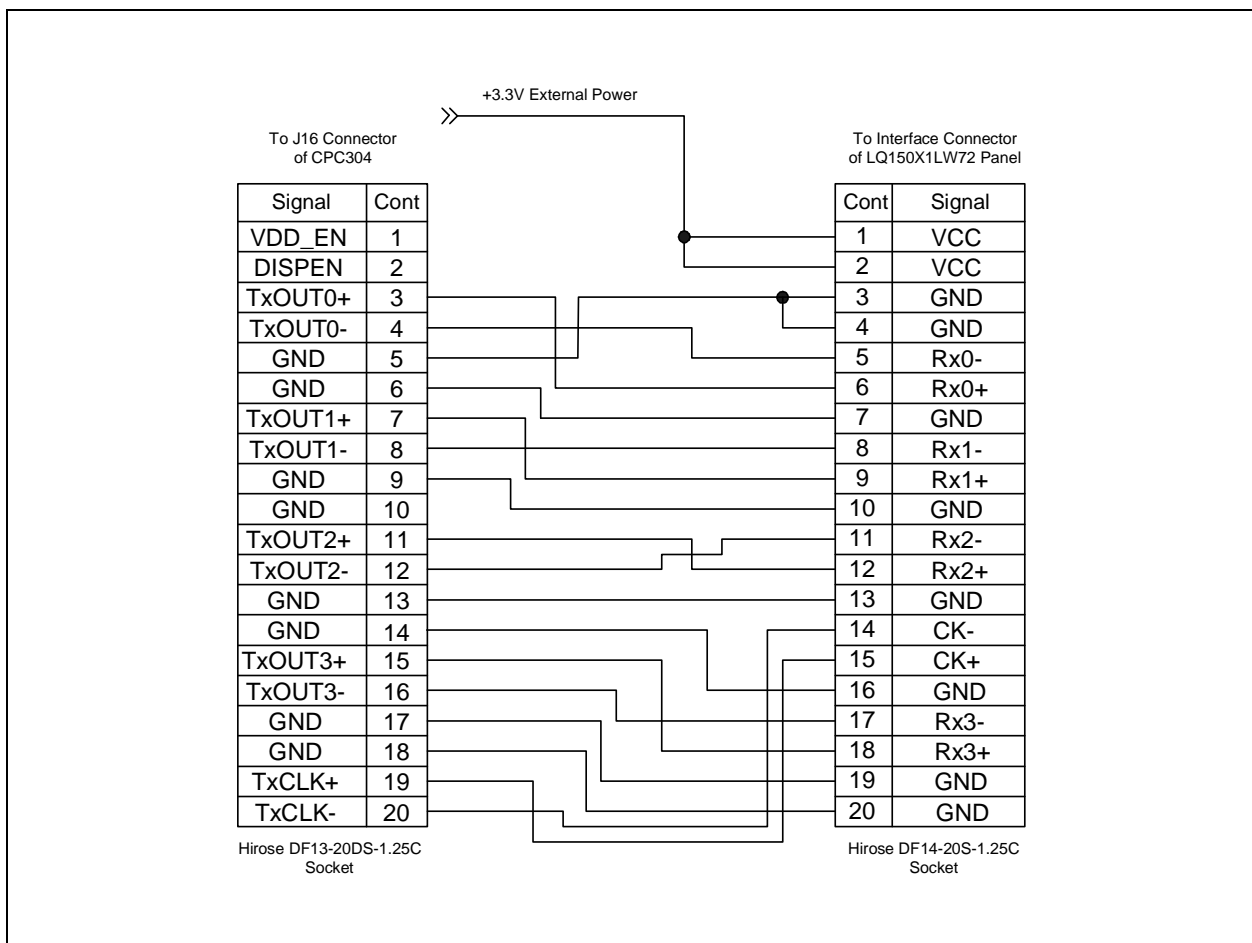 +3.3V External Power
To J16 Connector
of CPC304
Signal Cont
VDD_EN 1
DISPEN 2
TxOUT0+ 3
TxOUT0- 4
GND 5
GND 6
TxOUT1+ 7
TxOUT1- 8
GND 9
GND 10
TxOUT2+ 11
TxOUT2- 12
GND 13
GND 14
TxOUT3+ 15
TxOUT3- 16
GND 17
GND 18
TxCLK+ 19
TxCLK- 20
Hirose DF13-20DS-1.25C
Socket
To Interface Connector
of LQ150X1LW72 Panel
Cont Signal
1 VCC
2 VCC
3 GND
4 GND
5 Rx0-
6 Rx0+
7 GND
8 Rx1-
9 Rx1+
10 GND
11 Rx2-
12 Rx2+
13 GND
14 CK-
15 CK+
16 GND
17 Rx3-
18 Rx3+
19 GND
20 GND
Hirose DF14-20S-1.25C
Socket